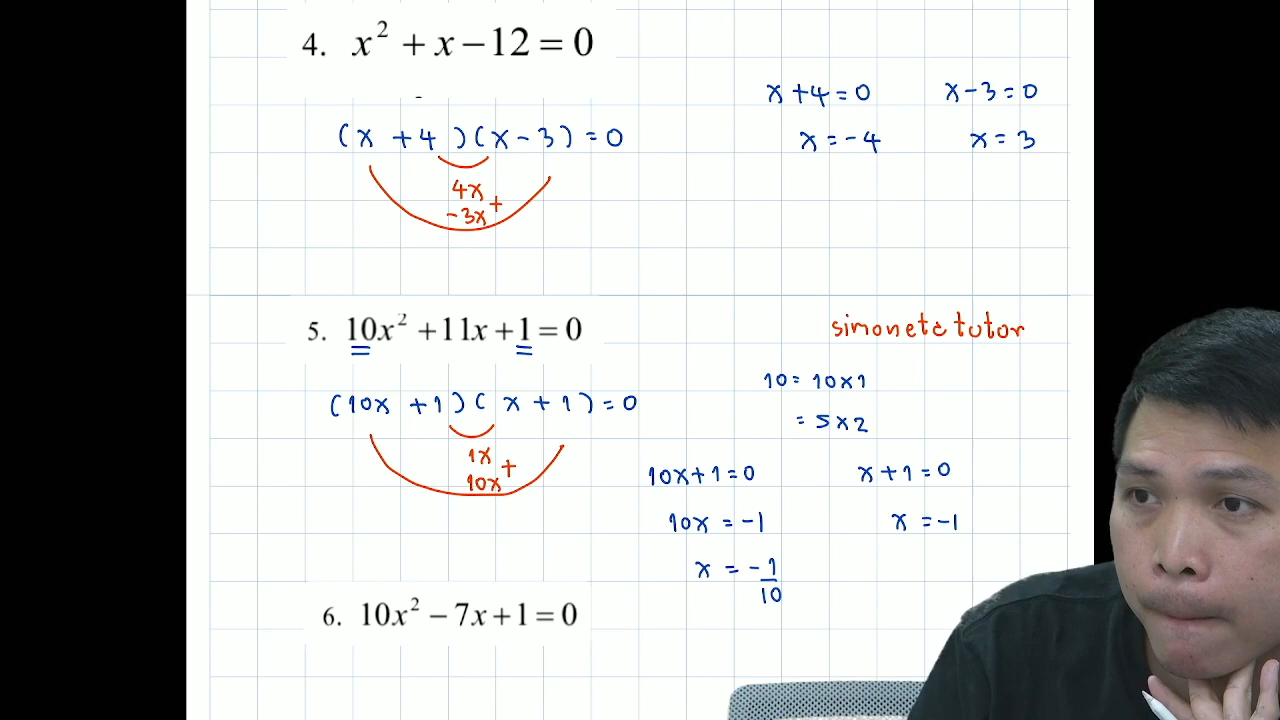 4. x² + x − 12 = 0
x + 4 = 0 x − 3 = 0
(x + 4)(x − 3) = 0
x = −4 x = 3
4x
+
−3x
5. 10x² + 11x + 1 = 0
simonetctutor
10 = 10×1
(10x + 1)(x + 1) = 0
= 5×2
1x
+
10x
10x + 1 = 0 x + 1 = 0
10x = −1 x = −1
x = −1/10
6. 10x² − 7x + 1 = 0